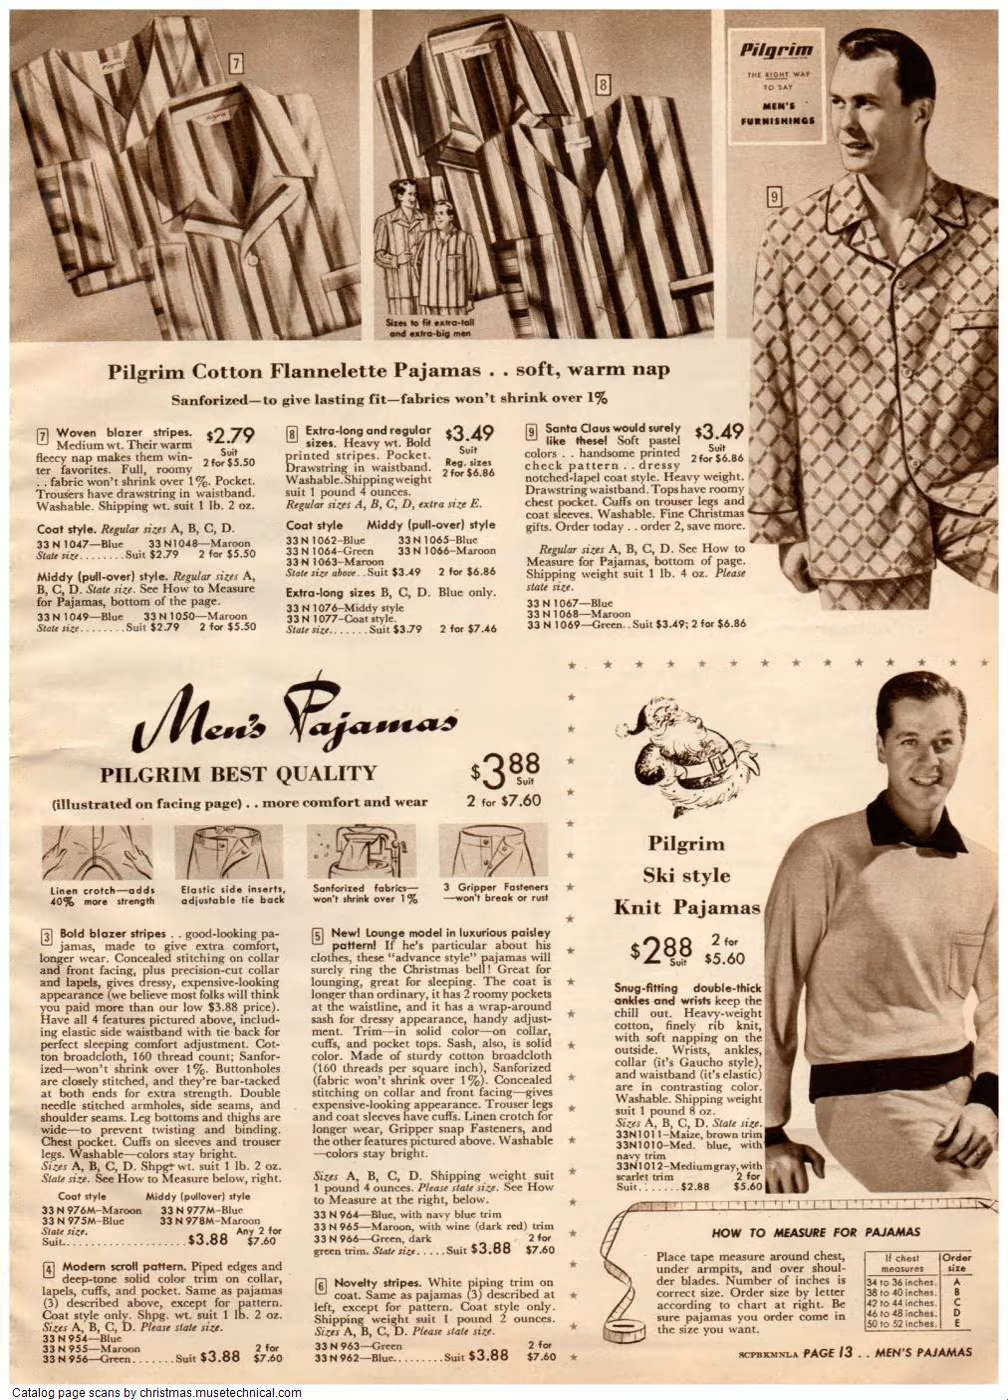 7
8
9
Pilgrim
THE RIGHT WAY
TO SAY
MEN'S
FURNISHINGS
Sizes to fit extra-tall
and extra-big men
Pilgrim Cotton Flannelette Pajamas . . soft, warm nap
Sanforized—to give lasting fit—fabrics won't shrink over 1%
7 Woven blazer stripes.
Medium wt. Their warm
fleecy nap makes them win-
ter favorites. Full, roomy
. . fabric won't shrink over 1%. Pocket.
Trousers have drawstring in waistband.
Washable. Shipping wt. suit 1 lb. 2 oz.
$2.79
Suit
2 for $5.50
Coat style. Regular sizes A, B, C, D.
33 N 1047—Blue 33 N1048—Maroon
State size........Suit $2.79 2 for $5.50
Middy (pull-over) style. Regular sizes A,
B, C, D. State size. See How to Measure
for Pajamas, bottom of the page.
33 N 1049—Blue 33 N 1050—Maroon
State size........Suit $2.79 2 for $5.50
8 Extra-long and regular
sizes. Heavy wt. Bold
printed stripes. Pocket.
Drawstring in waistband.
Washable. Shipping weight
suit 1 pound 4 ounces.
Regular sizes A, B, C, D, extra size E.
$3.49
Suit
Reg. sizes
2 for $6.86
Coat style Middy (pull-over) style
33 N 1062—Blue 33 N 1065—Blue
33 N 1064—Green 33 N 1066—Maroon
33 N 1063—Maroon
State size above..Suit $3.49 2 for $6.86
Extra-long sizes B, C, D. Blue only.
33 N 1076—Middy style
33 N 1077—Coat style.
State size.......Suit $3.79 2 for $7.46
9 Santa Claus would surely
like these! Soft pastel
colors . . handsome printed
check pattern . . dressy
notched-lapel coat style. Heavy weight.
Drawstring waistband. Tops have roomy
chest pocket. Cuffs on trouser legs and
coat sleeves. Washable. Fine Christmas
gifts. Order today . . order 2, save more.
$3.49
Suit
2 for $6.86
Regular sizes A, B, C, D. See How to
Measure for Pajamas, bottom of page.
Shipping weight suit 1 lb. 4 oz. Please
state size.
33 N 1067—Blue
33 N 1068—Maroon
33 N 1069—Green..Suit $3.49; 2 for $6.86
Men's Pajamas
PILGRIM BEST QUALITY
(illustrated on facing page) . . more comfort and wear
$3.88
Suit
2 for $7.60
Linen crotch—adds
40% more strength
Elastic side inserts,
adjustable tie back
Sanforized fabrics—
won't shrink over 1%
3 Gripper Fasteners
—won't break or rust
3 Bold blazer stripes . . good-looking pa-
jamas, made to give extra comfort,
longer wear. Concealed stitching on collar
and front facing, plus precision-cut collar
and lapels, gives dressy, expensive-looking
appearance (we believe most folks will think
you paid more than our low $3.88 price).
Have all 4 features pictured above, includ-
ing elastic side waistband with tie back for
perfect sleeping comfort adjustment. Cot-
ton broadcloth, 160 thread count; Sanfor-
ized—won't shrink over 1%. Buttonholes
are closely stitched, and they're bar-tacked
at both ends for extra strength. Double
needle stitched armholes, side seams, and
shoulder seams. Leg bottoms and thighs are
wide—to prevent twisting and binding.
Chest pocket. Cuffs on sleeves and trouser
legs. Washable—colors stay bright.
Sizes A, B, C, D. Shpg. wt. suit 1 lb. 2 oz.
State size. See How to Measure below, right.
Coat style Middy (pullover) style
33 N 976M—Maroon 33 N 977M—Blue
33 N 975M—Blue 33 N 978M—Maroon
State size. Any 2 for
Suit...................$3.88 $7.60
4 Modern scroll pattern. Piped edges and
deep-tone solid color trim on collar,
lapels, cuffs, and pocket. Same as pajamas
(3) described above, except for pattern.
Coat style only. Shpg. wt. suit 1 lb. 2 oz.
Sizes A, B, C, D. Please state size.
33 N 954—Blue
33 N 955—Maroon 2 for
33 N 956—Green.......Suit $3.88 $7.60
5 New! Lounge model in luxurious paisley
pattern! If he's particular about his
clothes, these "advance style" pajamas will
surely ring the Christmas bell! Great for
lounging, great for sleeping. The coat is
longer than ordinary, it has 2 roomy pockets
at the waistline, and it has a wrap-around
sash for dressy appearance, handy adjust-
ment. Trim—in solid color—on collar,
cuffs, and pocket tops. Sash, also, is solid
color. Made of sturdy cotton broadcloth
(160 threads per square inch), Sanforized
(fabric won't shrink over 1%). Concealed
stitching on collar and front facing—gives
expensive-looking appearance. Trouser legs
and coat sleeves have cuffs. Linen crotch for
longer wear, Gripper snap Fasteners, and
the other features pictured above. Washable
—colors stay bright.
Sizes A, B, C, D. Shipping weight suit
1 pound 4 ounces. Please state size. See How
to Measure at the right, below.
33 N 964—Blue, with navy blue trim
33 N 965—Maroon, with wine (dark red) trim
33 N 966—Green, dark 2 for
green trim. State size.....Suit $3.88 $7.60
6 Novelty stripes. White piping trim on
coat. Same as pajamas (3) described at
left, except for pattern. Coat style only.
Shipping weight suit 1 pound 2 ounces.
Sizes A, B, C, D. Please state size.
33 N 963—Green 2 for
33 N 962—Blue.........Suit $3.88 $7.60
Pilgrim
Ski style
Knit Pajamas
$2.88
Suit
2 for
$5.60
Snug-fitting double-thick
ankles and wrists keep the
chill out. Heavy-weight
cotton, finely rib knit,
with soft napping on the
outside. Wrists, ankles,
collar (it's Gaucho style),
and waistband (it's elastic)
are in contrasting color.
Washable. Shipping weight
suit 1 pound 8 oz.
Sizes A, B, C, D. State size.
33N1011—Maize, brown trim
33N1010—Med. blue, with
navy trim
33N1012—Medium gray, with
scarlet trim 2 for
Suit.......$2.88 $5.60
HOW TO MEASURE FOR PAJAMAS
Place tape measure around chest,
under armpits, and over shoul-
der blades. Number of inches is
correct size. Order size by letter
according to chart at right. Be
sure pajamas you order come in
the size you want.
If chest measures Order size
34 to 36 inches. A
38 to 40 inches. B
42 to 44 inches. C
46 to 48 inches. D
50 to 52 inches. E
SCPBKMNLA PAGE 13 . . MEN'S PAJAMAS
Catalog page scans by christmas.musetechnical.com